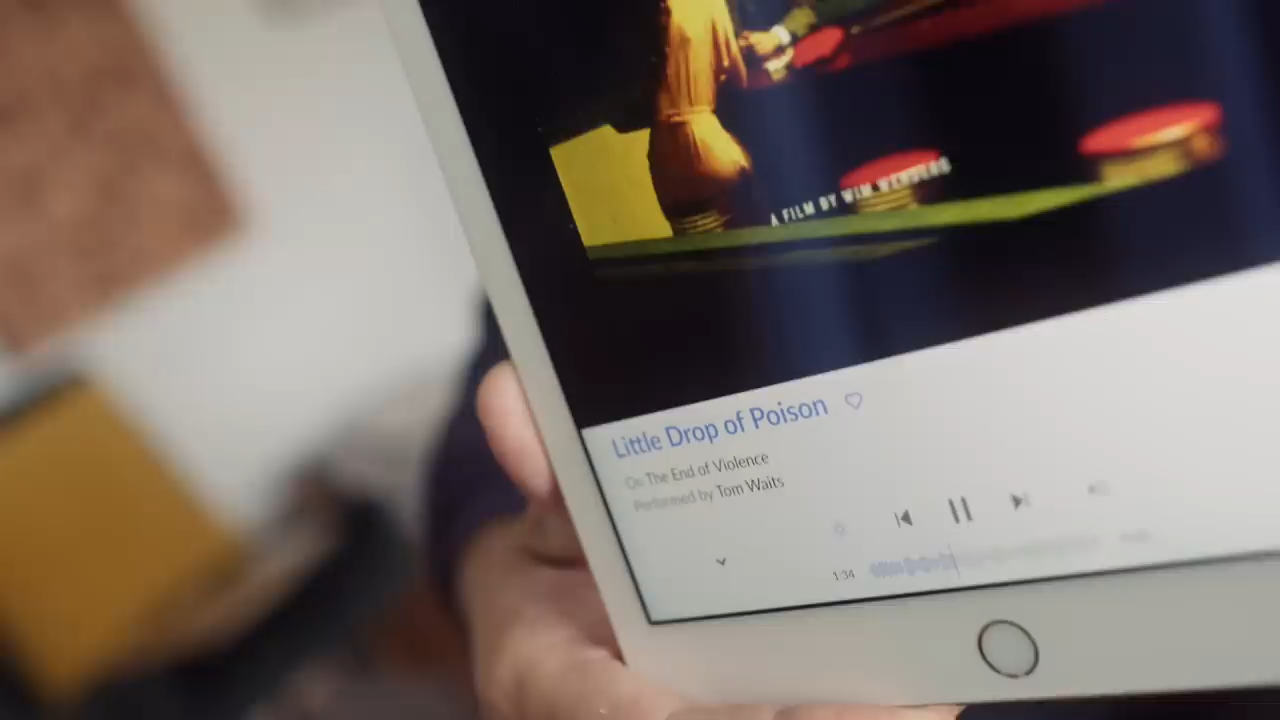 A FILM BY WIM WENDERS
Little Drop of Poison
On The End of Violence
Performed by Tom Waits
1:34